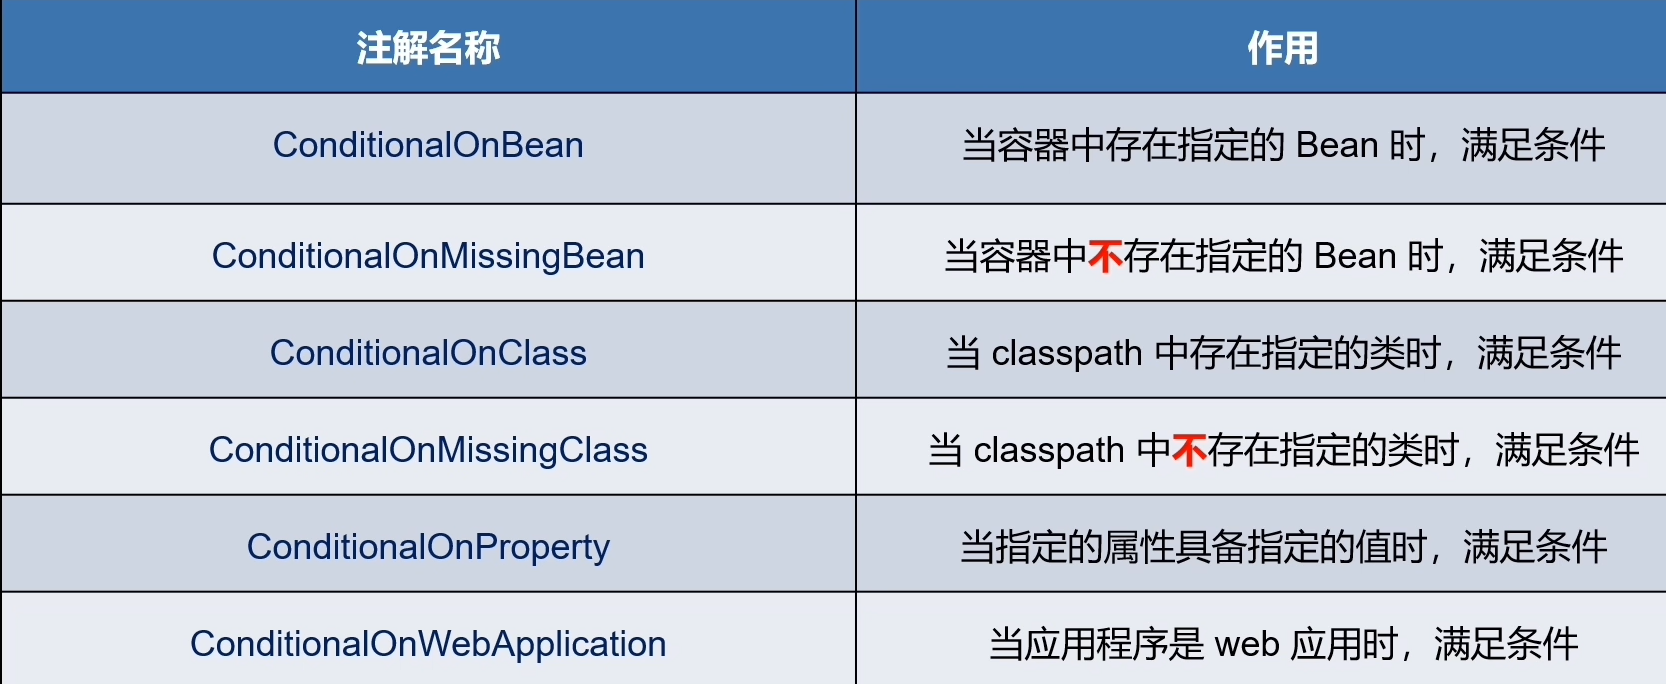 注解名称 作用
ConditionalOnBean 当容器中存在指定的 Bean 时，满足条件
ConditionalOnMissingBean 当容器中不存在指定的 Bean 时，满足条件
ConditionalOnClass 当 classpath 中存在指定的类时，满足条件
ConditionalOnMissingClass 当 classpath 中不存在指定的类时，满足条件
ConditionalOnProperty 当指定的属性具备指定的值时，满足条件
ConditionalOnWebApplication 当应用程序是 web 应用时，满足条件